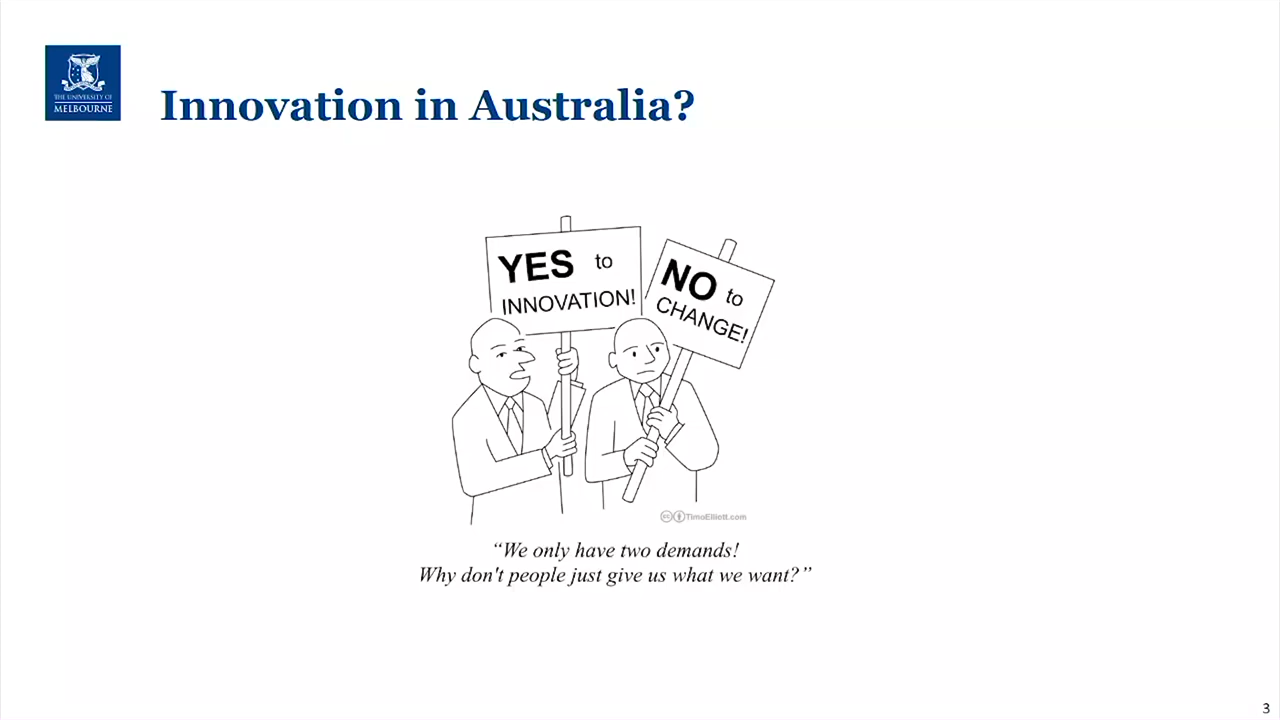 THE UNIVERSITY OF
MELBOURNE
Innovation in Australia?
YES to
INNOVATION!
NO to
CHANGE!
TimoElliott.com
“We only have two demands!
Why don't people just give us what we want?”
3